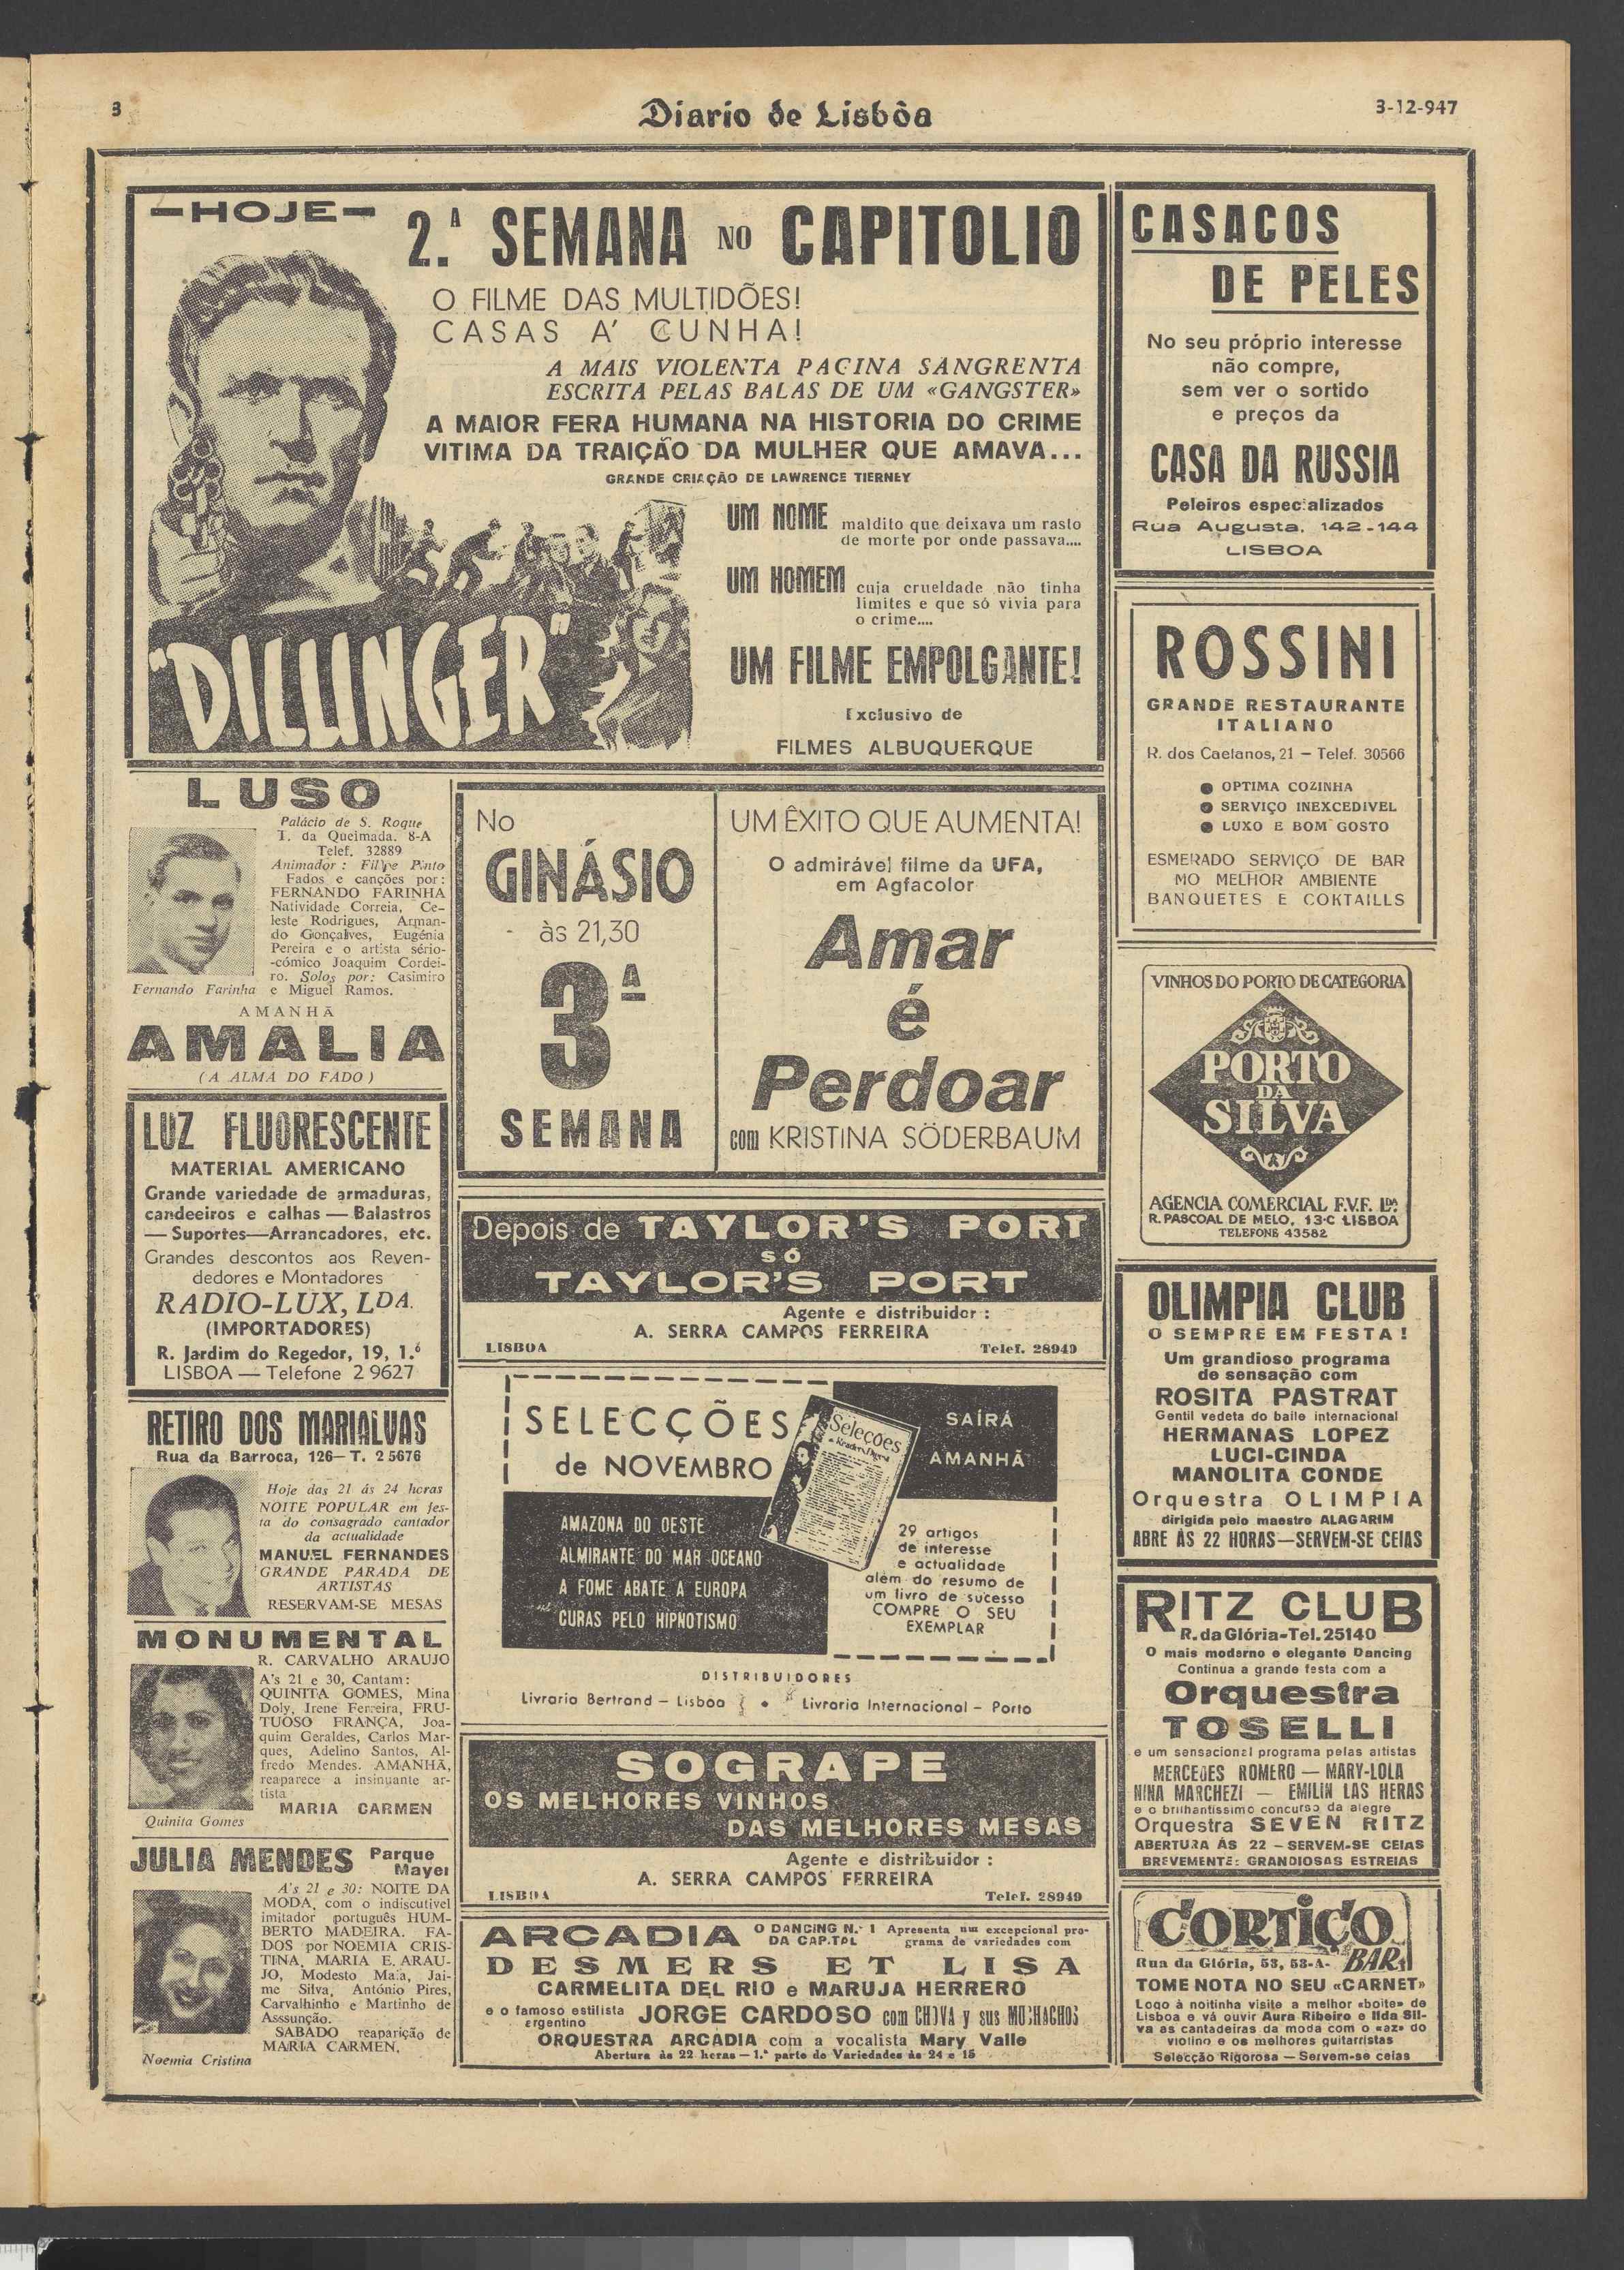 3
Diario de Lisbôa
3-12-947
—HOJE—
2.ª SEMANA NO CAPITOLIO
O FILME DAS MULTIDÕES!
CASAS A' CUNHA!
A MAIS VIOLENTA PAGINA SANGRENTA
ESCRITA PELAS BALAS DE UM «GANGSTER»
A MAIOR FERA HUMANA NA HISTORIA DO CRIME
VITIMA DA TRAIÇÃO DA MULHER QUE AMAVA...
GRANDE CRIAÇÃO DE LAWRENCE TIERNEY
UM NOME maldito que deixava um rasto
de morte por onde passava....
UM HOMEM cuja crueldade não tinha
limites e que só vivia para
o crime....
"DILLINGER"
UM FILME EMPOLGANTE!
Exclusivo de
FILMES ALBUQUERQUE
LUSO
Palácio de S. Roque
T. da Queimada, 8-A
Telef. 32889
Animador: Filipe Pinto
Fados e canções por:
FERNANDO FARINHA
Natividade Correia, Ce-
leste Rodrigues, Arman-
do Gonçalves, Eugénia
Pereira e o artista sério-
-cómico Joaquim Cordei-
ro. Solos por: Casimiro
e Miguel Ramos.
Fernando Farinha
AMANHÃ
AMALIA
(A ALMA DO FADO)
LUZ FLUORESCENTE
MATERIAL AMERICANO
Grande variedade de armaduras,
candeeiros e calhas — Balastros
— Suportes—Arrancadores, etc.
Grandes descontos aos Reven-
dedores e Montadores
RADIO-LUX, LDA.
(IMPORTADORES)
R. Jardim do Regedor, 19, 1.º
LISBOA — Telefone 2 9627
RETIRO DOS MARIALVAS
Rua da Barroca, 126—T. 2 5676
Hoje das 21 ás 24 horas
NOITE POPULAR em fes-
ta do consagrado cantador
da actualidade
MANUEL FERNANDES
GRANDE PARADA DE
ARTISTAS
RESERVAM-SE MESAS
MONUMENTAL
R. CARVALHO ARAUJO
A's 21 e 30, Cantam:
QUINITA GOMES, Mina
Doly, Irene Ferreira, FRU-
TUOSO FRANÇA, Joa-
quim Geraldes, Carlos Mar-
ques, Adelino Santos, Al-
fredo Mendes. AMANHÃ,
reaparece a insinuante ar-
tista
MARIA CARMEN
Quinita Gomes
JULIA MENDES Parque
Mayer
A's 21 e 30: NOITE DA
MODA, com o indiscutivel
imitador português HUM-
BERTO MADEIRA. FA-
DOS por NOEMIA CRIS-
TINA, MARIA E. ARAU-
JO, Modesto Maia, Jai-
me Silva, António Pires,
Carvalhinho e Martinho de
Asssunção.
SABADO reaparição de
MARIA CARMEN.
Noemia Cristina
No
GINÁSIO
às 21,30
3ª
SEMANA
UM ÊXITO QUE AUMENTA!
O admirável filme da UFA,
em Agfacolor
Amar
é
Perdoar
com KRISTINA SÖDERBAUM
Depois de TAYLOR'S PORT
SÓ
TAYLOR'S PORT
Agente e distribuidor:
A. SERRA CAMPOS FERREIRA
LISBOA Telef. 28949
SELECÇÕES
de NOVEMBRO
Seleções
SAÍRÁ
AMANHÃ
AMAZONA DO OESTE
ALMIRANTE DO MAR OCEANO
A FOME ABATE A EUROPA
CURAS PELO HIPNOTISMO
29 artigos
de interesse
e actualidade
além do resumo de
um livro de sucesso
COMPRE O SEU
EXEMPLAR
DISTRIBUIDORES
Livraria Bertrand — Lisboa • Livraria Internacional — Porto
SOGRAPE
OS MELHORES VINHOS
DAS MELHORES MESAS
Agente e distribuidor:
A. SERRA CAMPOS FERREIRA
LISBOA Telef. 28949
ARCADIA O DANCING N.º 1
DA CAPITAL
Apresenta um excepcional pro-
grama de variedades com
DESMERS ET LISA
CARMELITA DEL RIO e MARUJA HERRERO
e o famoso estilista
argentino
JORGE CARDOSO com CHOVA y sus MUCHACHOS
ORQUESTRA ARCADIA com a vocalista Mary Valle
Abertura às 22 horas — 1.ª parte de Variedades às 24 e 15
CASACOS
DE PELES
No seu próprio interesse
não compre,
sem ver o sortido
e preços da
CASA DA RUSSIA
Peleiros especializados
Rua Augusta, 142-144
LISBOA
ROSSINI
GRANDE RESTAURANTE
ITALIANO
R. dos Caetanos, 21 — Telef. 30566
● OPTIMA COZINHA
● SERVIÇO INEXCEDIVEL
● LUXO E BOM GOSTO
ESMERADO SERVIÇO DE BAR
MO MELHOR AMBIENTE
BANQUETES E COKTAILLS
VINHOS DO PORTO DE CATEGORIA
PORTO
DA
SILVA
AGENCIA COMERCIAL F.V.F. LDA.
R. PASCOAL DE MELO, 13-C LISBOA
TELEFONE 43582
OLIMPIA CLUB
O SEMPRE EM FESTA!
Um grandioso programa
de sensação com
ROSITA PASTRAT
Gentil vedeta do baile internacional
HERMANAS LOPEZ
LUCI-CINDA
MANOLITA CONDE
Orquestra OLIMPIA
dirigida pelo maestro ALAGARIM
ABRE ÀS 22 HORAS—SERVEM-SE CEIAS
RITZ CLUB
R. da Glória-Tel. 25140
O mais moderno e elegante Dancing
Continua a grande festa com a
Orquestra
TOSELLI
e um sensacional programa pelas artistas
MERCEDES ROMERO — MARY-LOLA
NINA MARCHEZI — EMILIN LAS HERAS
e o brilhantissimo concurso da alegre
Orquestra SEVEN RITZ
ABERTURA ÀS 22 — SERVEM-SE CEIAS
BREVEMENTE: GRANDIOSAS ESTREIAS
CORTIÇO
BAR
Rua da Glória, 53, 53-A-
TOME NOTA NO SEU «CARNET»
Logo à noitinha visite a melhor «boite» de
Lisboa e vá ouvir Aura Ribeiro e Ilda Sil-
va as cantadeiras da moda com o «az» do
violino e os melhores guitarristas
Selecção Rigorosa — Servem-se ceias